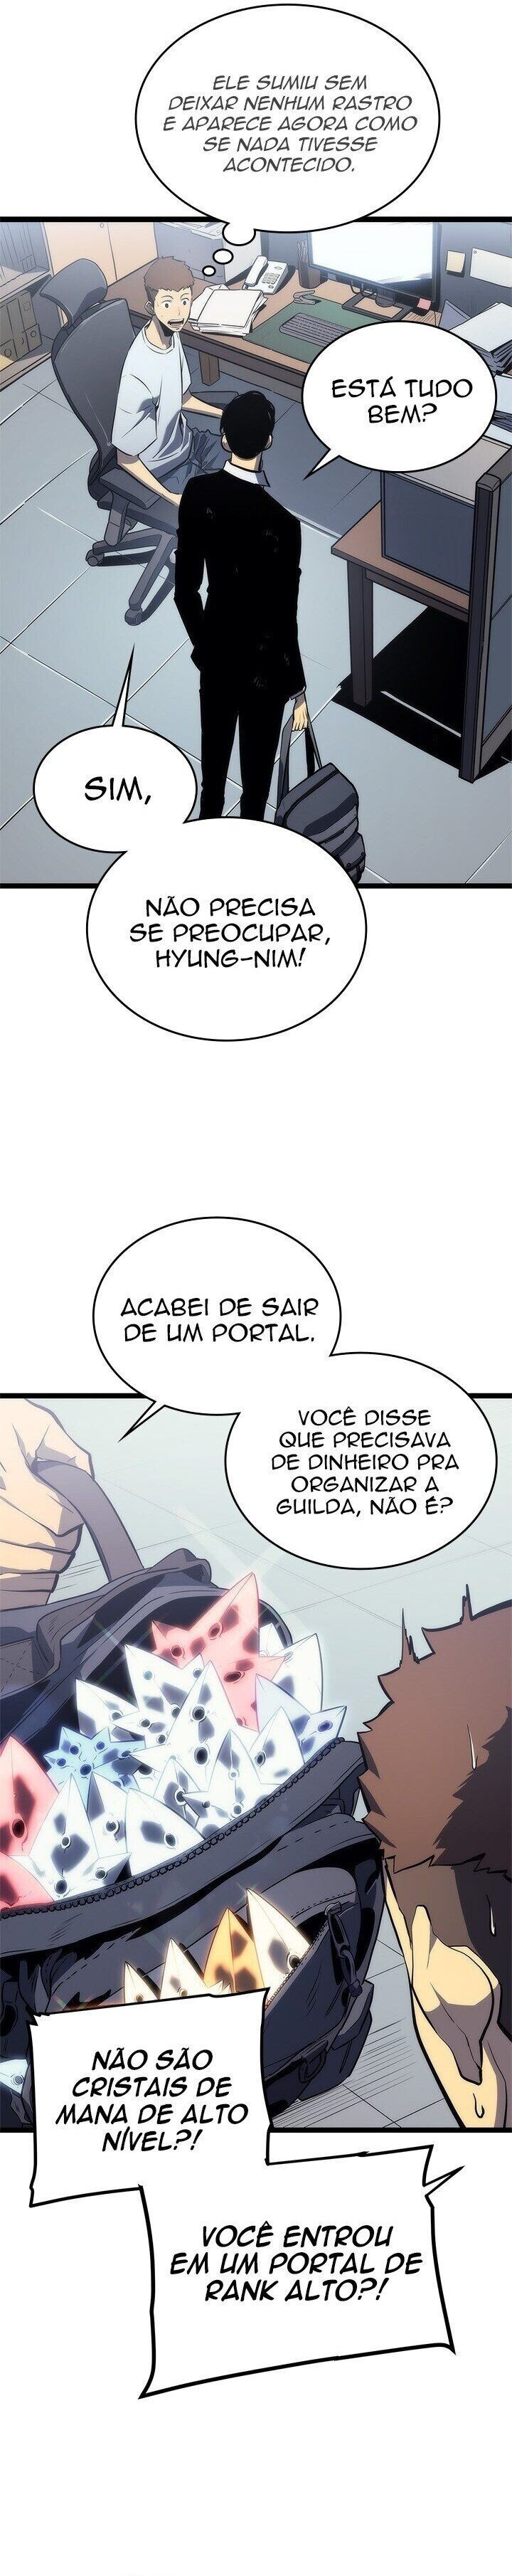 ELE SUMIU SEM
DEIXAR NENHUM RASTRO
E APARECE AGORA COMO
SE NADA TIVESSE
ACONTECIDO.
ESTÁ TUDO
BEM?
SIM,
NÃO PRECISA
SE PREOCUPAR,
HYUNG-NIM!
ACABEI DE SAIR
DE UM PORTAL.
VOCÊ DISSE
QUE PRECISAVA
DE DINHEIRO PRA
ORGANIZAR A
GUILDA, NÃO É?
NÃO SÃO
CRISTAIS DE
MANA DE ALTO
NÍVEL?!
VOCÊ ENTROU
EM UM PORTAL DE
RANK ALTO?!